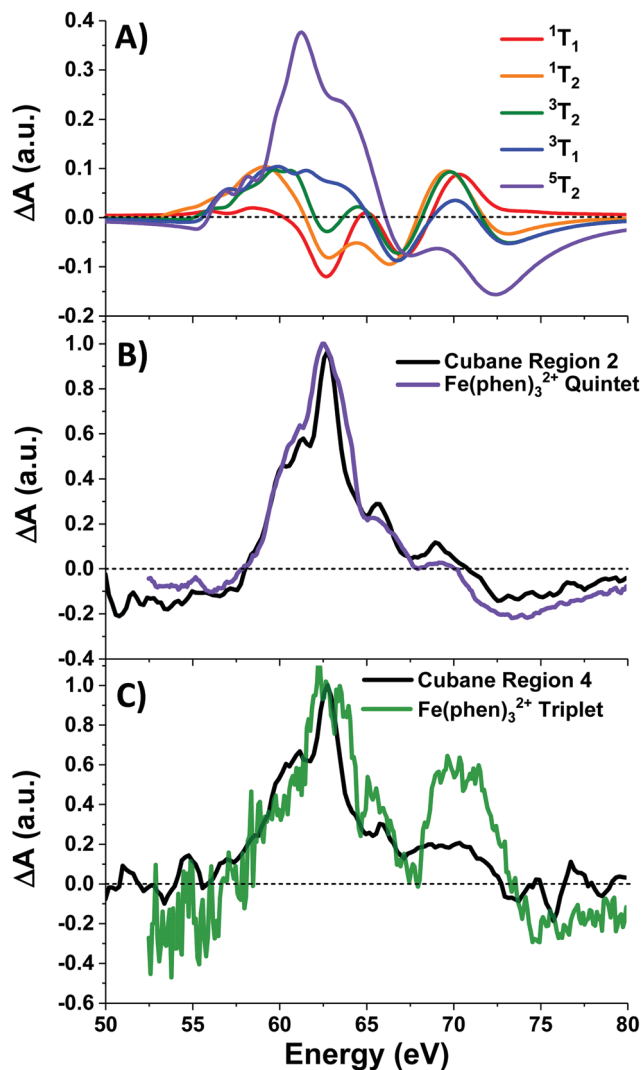 A)
¹T₁
¹T₂
³T₂
³T₁
⁵T₂
ΔA (a.u.)
0.4
0.3
0.2
0.1
0.0
-0.1
-0.2
B)
Cubane Region 2
Fe(phen)₃²⁺ Quintet
ΔA (a.u.)
1.0
0.8
0.6
0.4
0.2
0.0
-0.2
-0.4
C)
Cubane Region 4
Fe(phen)₃²⁺ Triplet
ΔA (a.u.)
1.0
0.8
0.6
0.4
0.2
0.0
-0.2
-0.4
-0.6
50 55 60 65 70 75 80
Energy (eV)